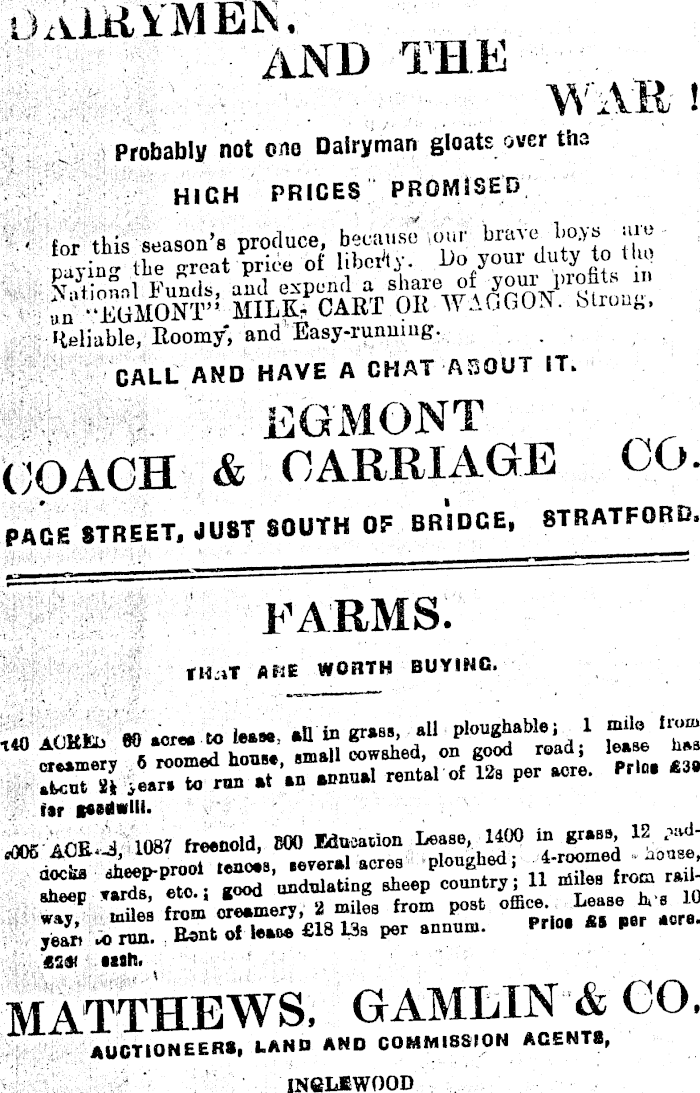 DAIRYMEN.
AND THE
WAR!
Probably not one Dairyman gloats over the
HIGH PRICES PROMISED
for this season's produce, because our brave boys are
paying the great price of liberty. Do your duty to the
National Funds, and expend a share of your profits in
an "EGMONT" MILK-CART OR WAGGON. Strong,
Reliable, Roomy, and Easy-running.
CALL AND HAVE A CHAT ABOUT IT.
EGMONT
COACH & CARRIAGE CO.
PAGE STREET, JUST SOUTH OF BRIDGE, STRATFORD.
FARMS.
THAT ARE WORTH BUYING.
ACRES 60 acres to lease, all in grass, all ploughable; 1 mile from
creamery 6 roomed house, small cowshed, on good road; lease has
about 2½ years to run at an annual rental of 12s per acre. Price £30
for goodwill.
ACRES, 1087 freehold, 800 Education Lease, 1400 in grass, 12 pad-
docks sheep-proof fences, several acres ploughed; 4-roomed house,
sheep yards, etc.; good undulating sheep country; 11 miles from rail-
way, miles from creamery, 2 miles from post office. Lease has 10
years to run. Rent of lease £18 13s per annum. Price £5 per acre.
cash.
MATTHEWS, GAMLIN & CO.
AUCTIONEERS, LAND AND COMMISSION AGENTS,
INGLEWOOD